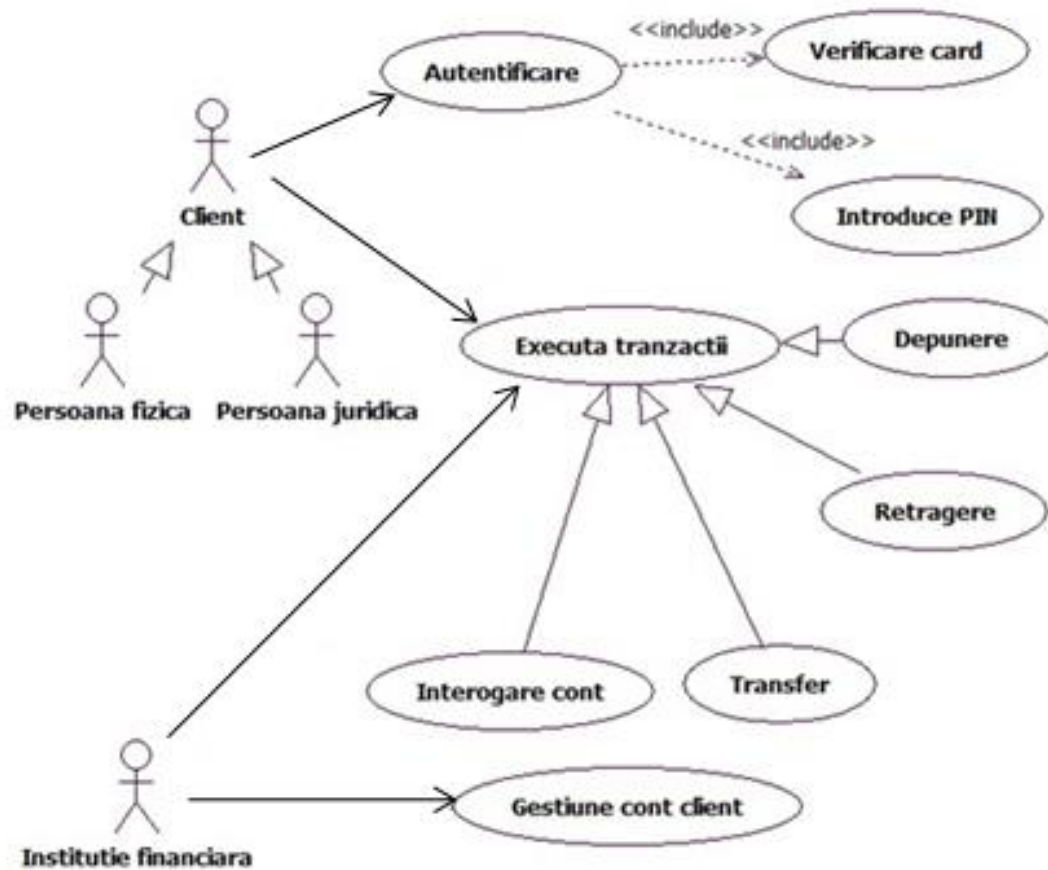 <<include>>
Verificare card
Autentificare
<<include>>
Client
Introduce PIN
Executa tranzactii
Depunere
Persoana fizica
Persoana juridica
Retragere
Interogare cont
Transfer
Gestiune cont client
Institutie financiara